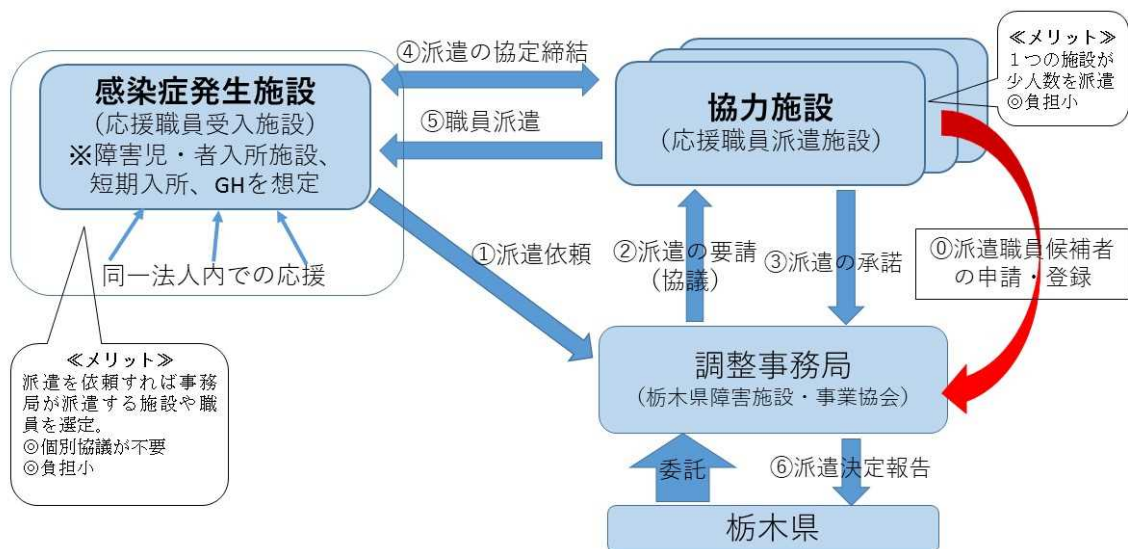 ④派遣の協定締結
≪メリット≫
１つの施設が
少人数を派遣
◎負担小
感染症発生施設
（応援職員受入施設）
※障害児・者入所施設、
短期入所、GHを想定
協力施設
（応援職員派遣施設）
⑤職員派遣
同一法人内での応援
①派遣依頼
②派遣の要請
（協議）
③派遣の承諾
⓪派遣職員候補者
の申請・登録
≪メリット≫
派遣を依頼すれば事務
局が派遣する施設や職
員を選定。
◎個別協議が不要
◎負担小
調整事務局
（栃木県障害施設・事業協会）
委託
⑥派遣決定報告
栃木県